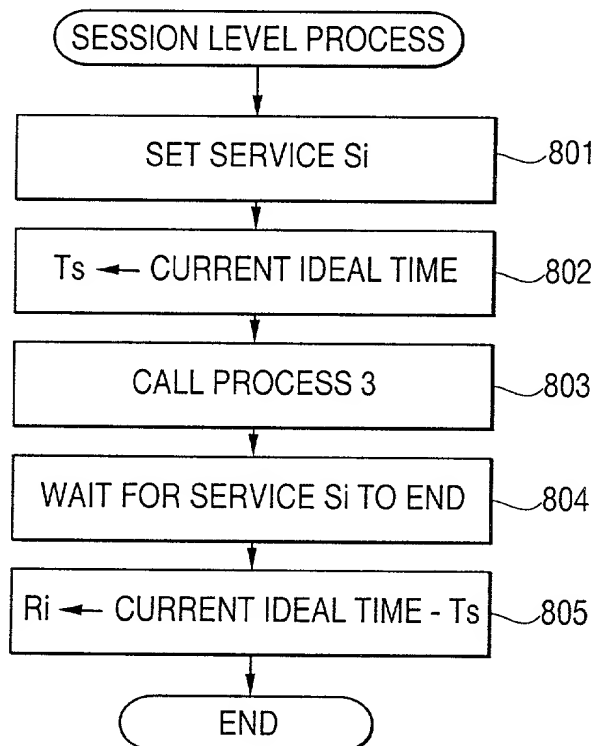 SESSION LEVEL PROCESS
SET SERVICE Si
801
Ts ← CURRENT IDEAL TIME
802
CALL PROCESS 3
803
WAIT FOR SERVICE Si TO END
804
Ri ← CURRENT IDEAL TIME - Ts
805
END